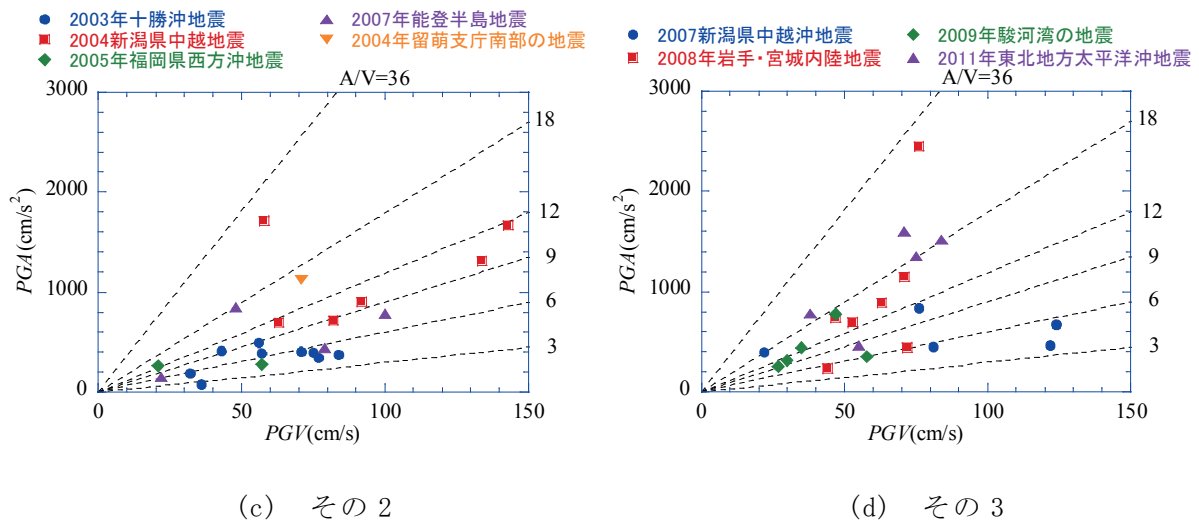 2003年十勝沖地震
2004新潟県中越地震
2005年福岡県西方沖地震
2007年能登半島地震
2004年留萌支庁南部の地震
A/V=36
3000
2000
1000
0
18
12
9
6
3
PGA(cm/s²)
0
50
100
150
PGV(cm/s)
(c) その2
2007新潟県中越沖地震
2008年岩手・宮城内陸地震
2009年駿河湾の地震
2011年東北地方太平洋沖地震
A/V=36
3000
2000
1000
0
18
12
9
6
3
PGA(cm/s²)
0
50
100
150
PGV(cm/s)
(d) その3